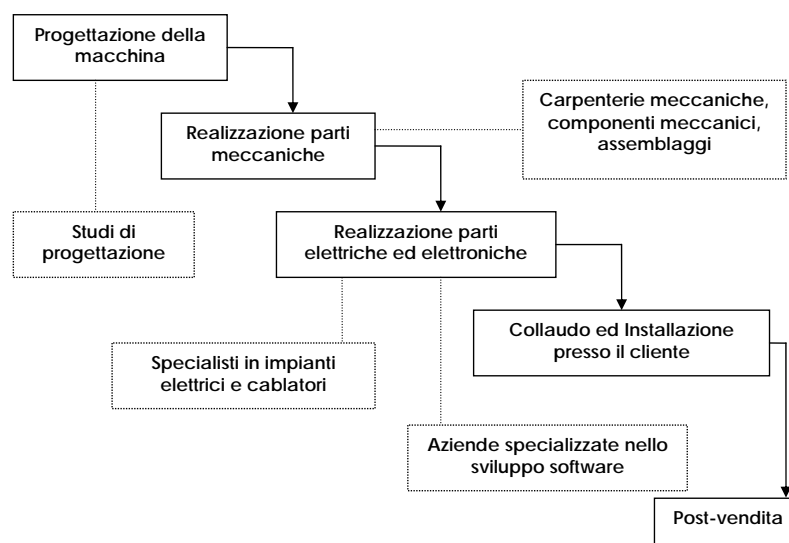 Progettazione della
macchina
Carpenterie meccaniche,
componenti meccanici,
assemblaggi
Realizzazione parti
meccaniche
Studi di
progettazione
Realizzazione parti
elettriche ed elettroniche
Collaudo ed Installazione
presso il cliente
Specialisti in impianti
elettrici e cablatori
Aziende specializzate nello
sviluppo software
Post-vendita